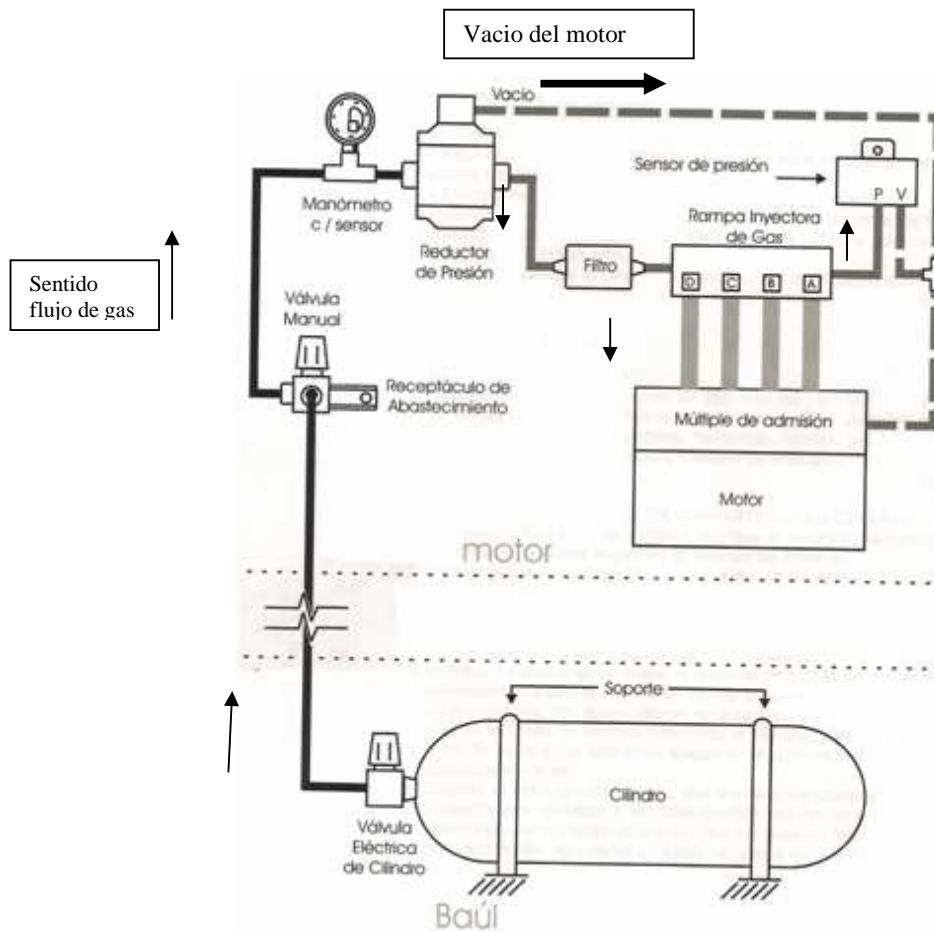 Vacio del motor
Vacío
Sensor de presión
P V
Manómetro
c / sensor
Rampa Inyectora
de Gas
Reductor
de Presión
Filtro
D C B A
Sentido
flujo de gas
Válvula
Manual
Receptáculo de
Abastecimiento
Múltiple de admisión
Motor
motor
Soporte
Cilindro
Válvula
Eléctrica
de Cilindro
Baúl